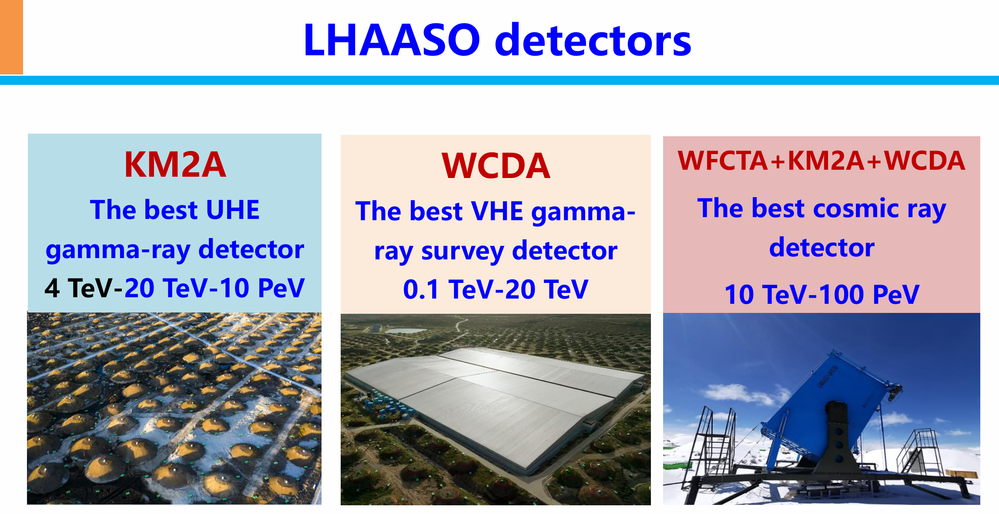 LHAASO detectors
KM2A
The best UHE
gamma-ray detector
4 TeV-20 TeV-10 PeV
WCDA
The best VHE gamma-
ray survey detector
0.1 TeV-20 TeV
WFCTA+KM2A+WCDA
The best cosmic ray
detector
10 TeV-100 PeV
LHAASO-WFCTA